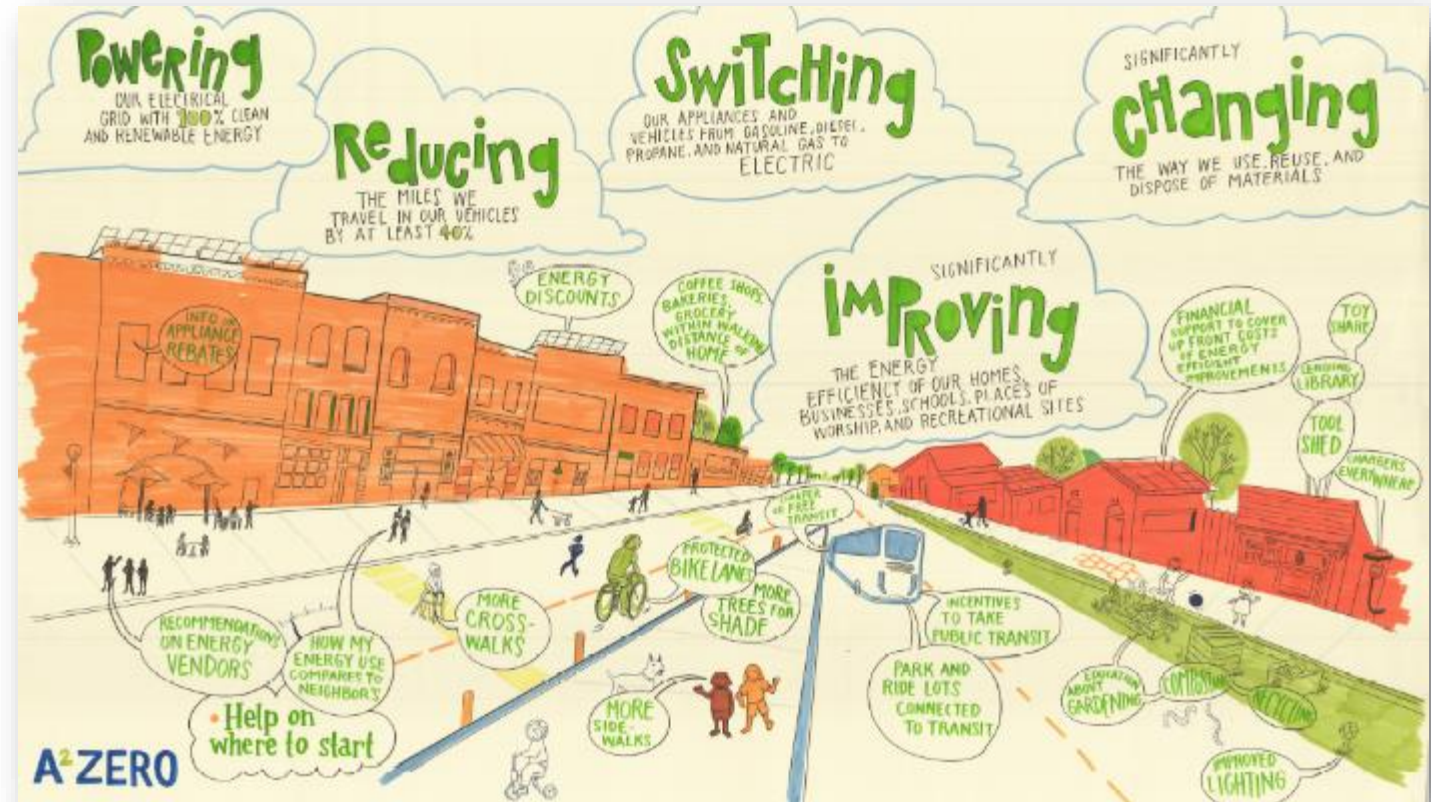 Powering
OUR ELECTRICAL
GRID WITH 100% CLEAN
AND RENEWABLE ENERGY
Reducing
THE MILES WE
TRAVEL IN OUR VEHICLES
BY AT LEAST 40%
Switching
OUR APPLIANCES AND
VEHICLES FROM GASOLINE, DIESEL,
PROPANE, AND NATURAL GAS TO
ELECTRIC
SIGNIFICANTLY
CHanging
THE WAY WE USE, REUSE, AND
DISPOSE OF MATERIALS
SIGNIFICANTLY
improving
THE ENERGY
EFFICIENCY OF OUR HOMES,
BUSINESSES, SCHOOLS, PLACES OF
WORSHIP, AND RECREATIONAL SITES
INFO
APPLIANCE
REBATES
ENERGY
DISCOUNTS
COFFEE SHOPS,
BAKERIES,
GROCERY
WITHIN WALKING
DISTANCE OF
HOME
FINANCIAL
SUPPORT TO COVER
UP FRONT COSTS
OF ENERGY
EFFICIENT
IMPROVEMENTS
TOY
SHARE
LENDING
LIBRARY
TOOL
SHED
CHARGERS
EVERYWHERE
CHEAPER
OR FREE
TRANSIT
PROTECTED
BIKE LANES
MORE
TREES FOR
SHADE
MORE
CROSS-
WALKS
RECOMMENDATIONS
ON ENERGY
VENDORS
HOW MY
ENERGY USE
COMPARES TO
NEIGHBORS
• Help on
where to start
MORE
SIDE-
WALKS
INCENTIVES
TO TAKE
PUBLIC TRANSIT
PARK AND
RIDE LOTS
CONNECTED
TO TRANSIT
EDUCATION
ABOUT
GARDENING
COMPOSTING
RECYCLING
IMPROVED
LIGHTING
A² ZERO